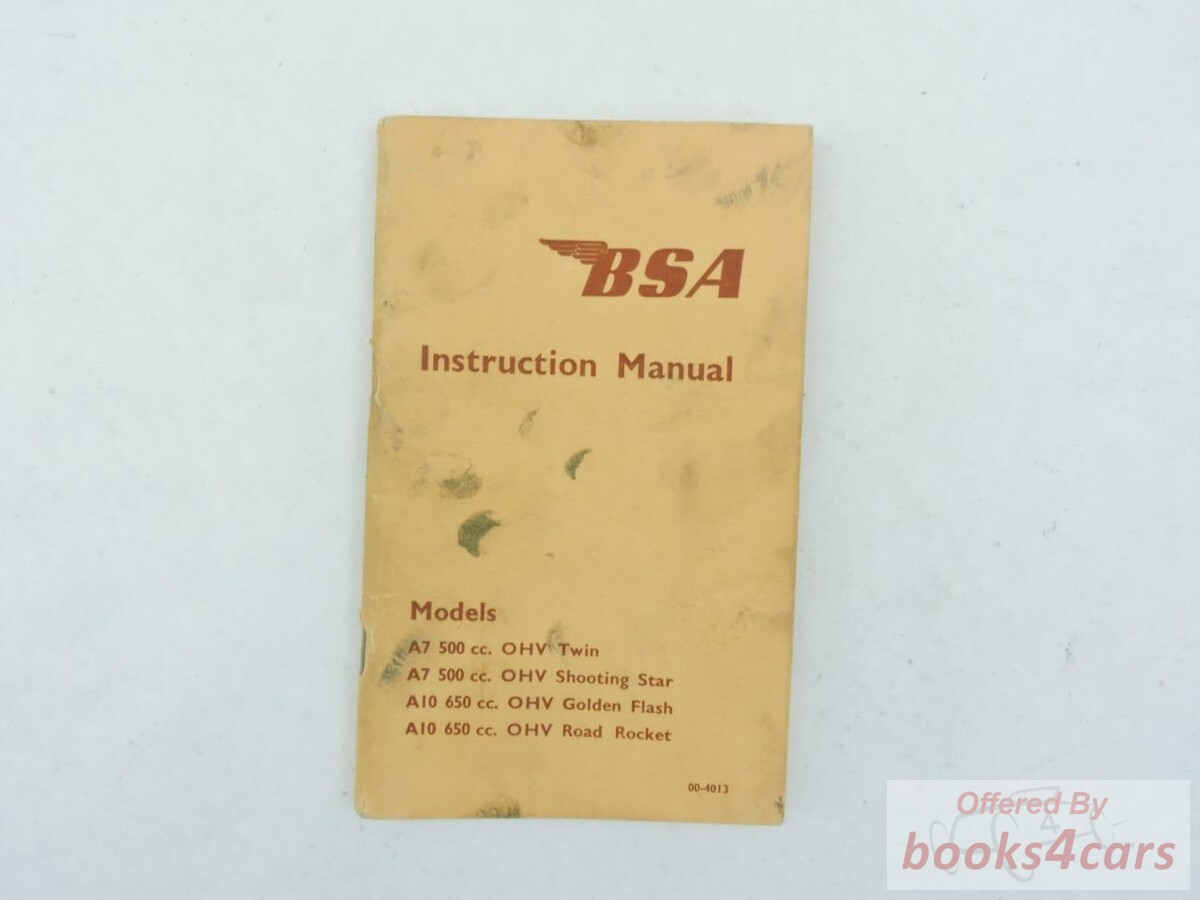 BSA
Instruction Manual
Models
A7 500 cc. OHV Twin
A7 500 cc. OHV Shooting Star
A10 650 cc. OHV Golden Flash
A10 650 cc. OHV Road Rocket
00-4013
Offered By
books4cars